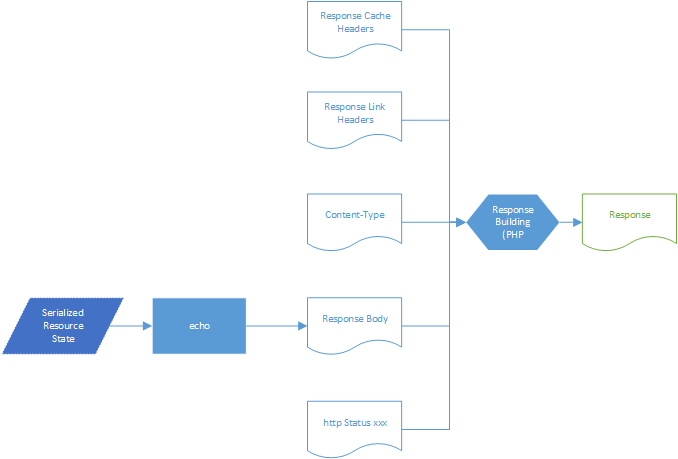 Response Cache
Headers
Response Link
Headers
Content-Type
Response
Building
(PHP
Response
Serialized
Resource
State
echo
Response Body
http Status xxx